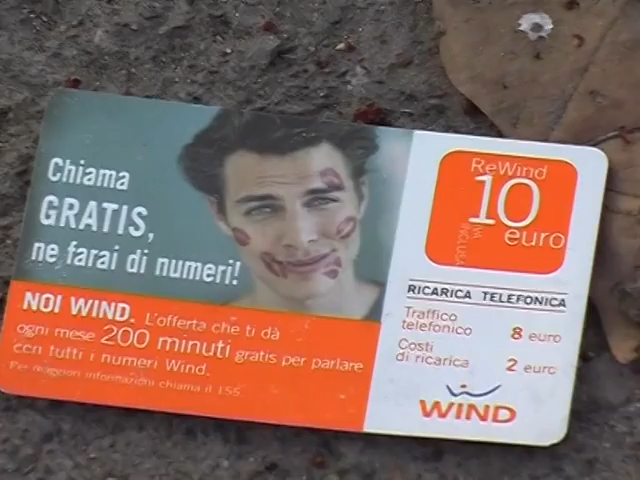 Chiama
GRATIS,
ne farai di numeri!
NOI WIND. L'offerta che ti dà
ogni mese 200 minuti gratis per parlare
con tutti i numeri Wind.
Per maggiori informazioni chiama il 155
ReWind
10
euro
IVA
INCLUSA
RICARICA TELEFONICA
Traffico
telefonico 8 euro
Costi
di ricarica 2 euro
WIND